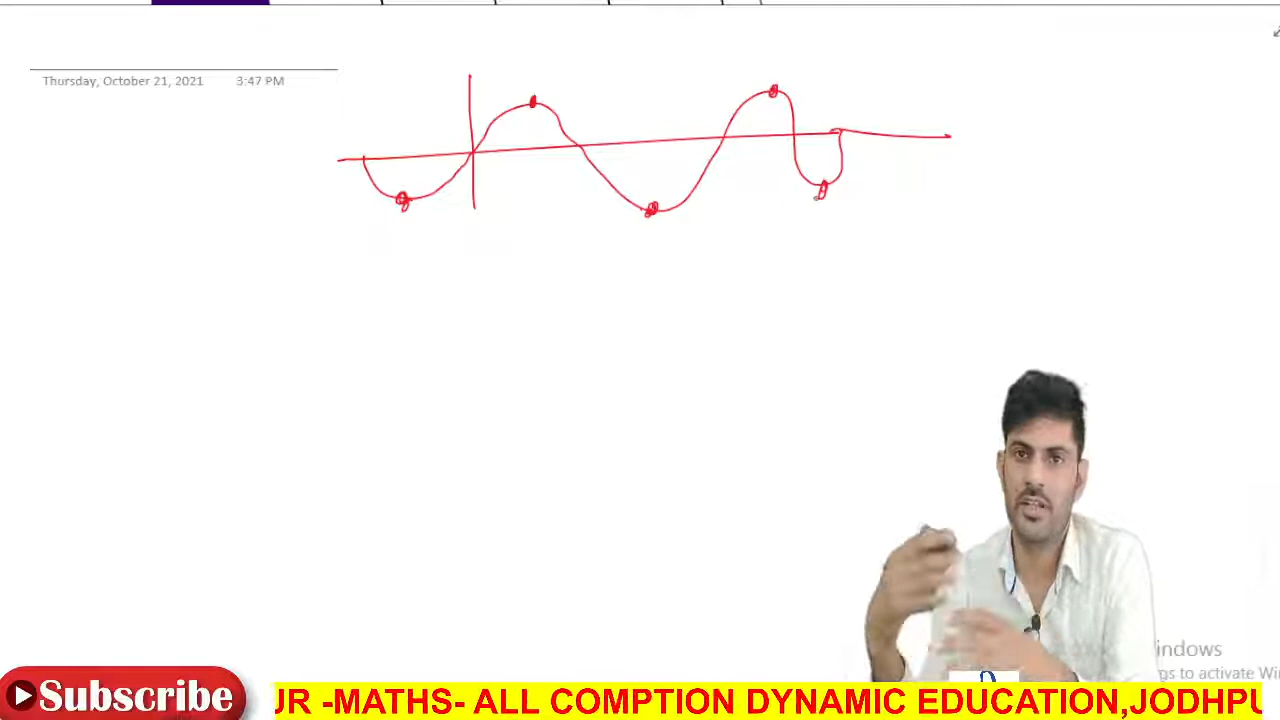 Thursday, October 21, 2021 3:47 PM
indows
gs to activate Wi
Subscribe
JR -MATHS- ALL COMPTION DYNAMIC EDUCATION,JODHPU